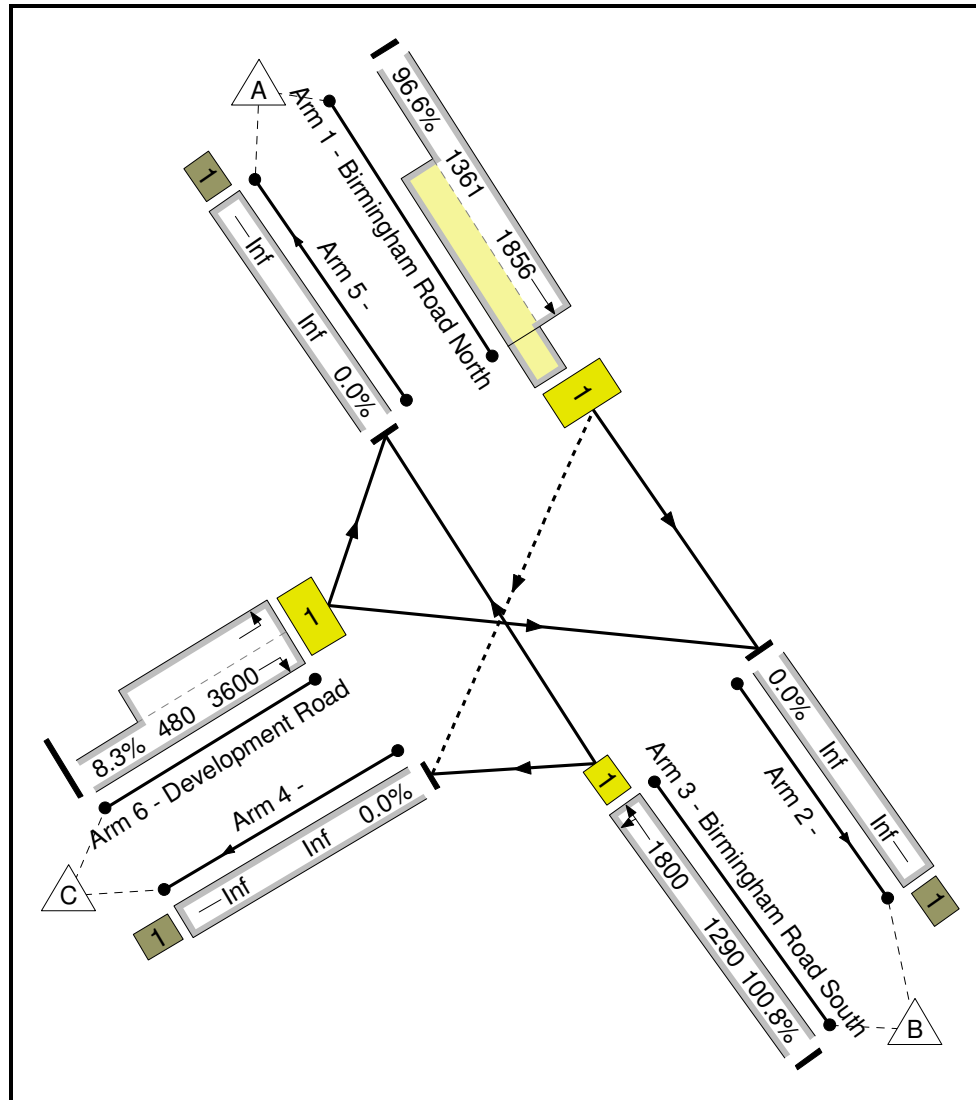 A
Arm 1 - Birmingham Road North
96.6% 1361 1856
1
1
Inf Inf 0.0%
Arm 5 -
1
8.3% 480 3600
Arm 6 - Development Road
Arm 4 -
Inf Inf 0.0%
1
C
1
1800 1290 100.8%
Arm 3 - Birmingham Road South
0.0% Inf Inf
Arm 2 -
1
B